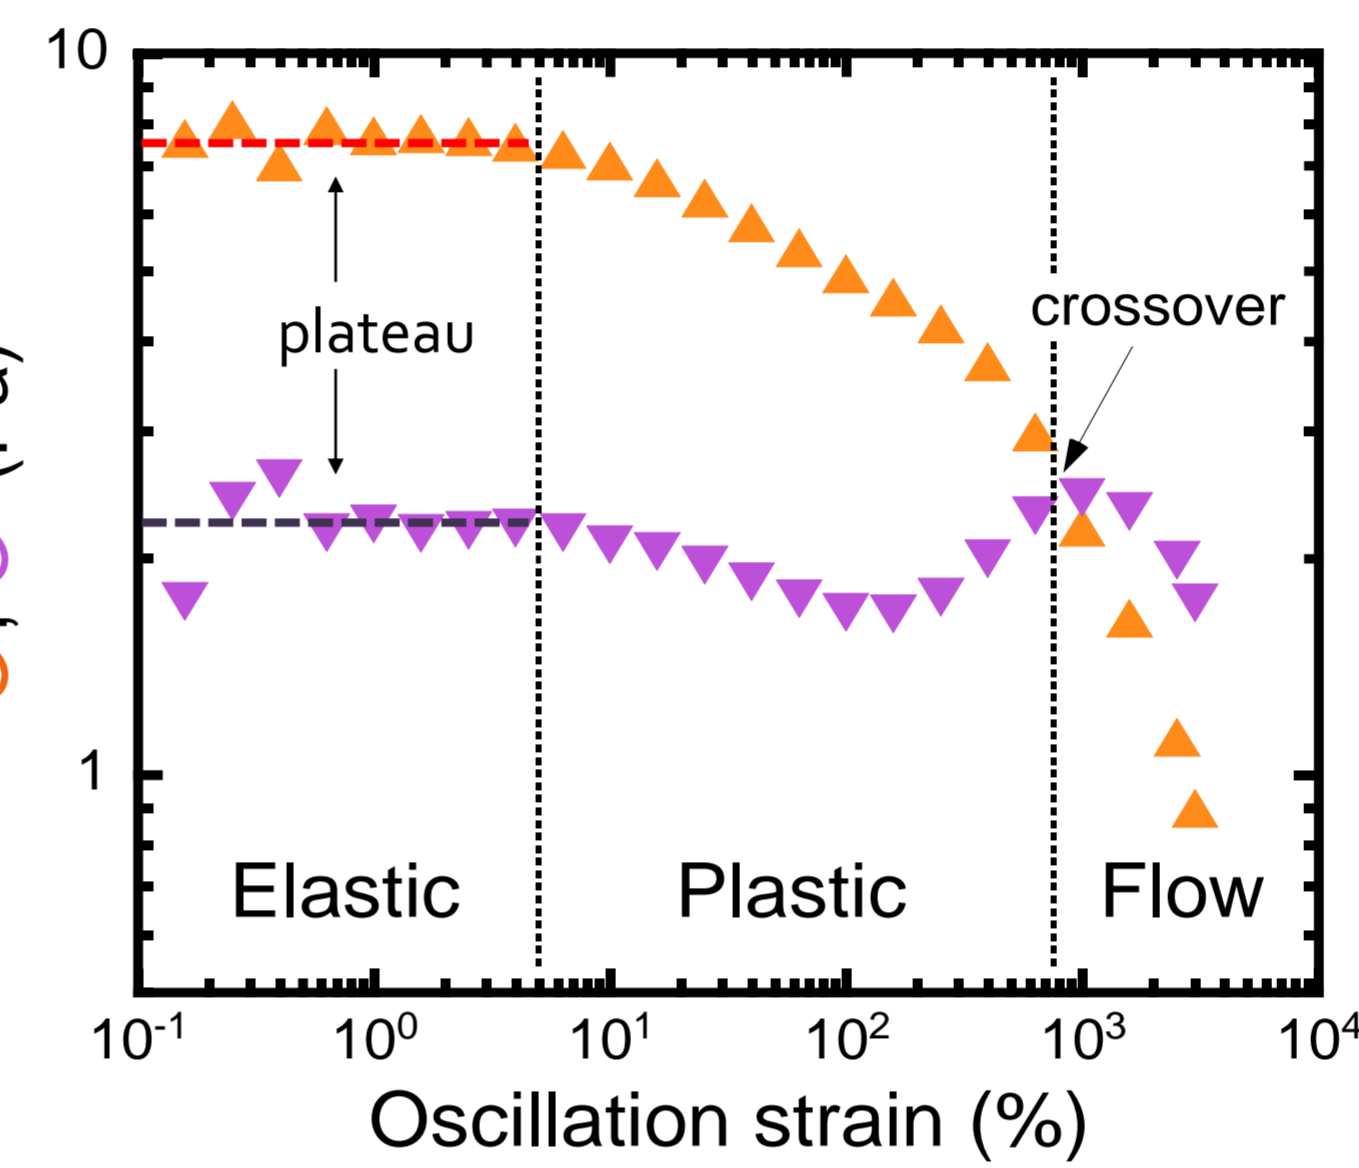 10
plateau
crossover
1
Elastic Plastic Flow
10⁻¹ 10⁰ 10¹ 10² 10³ 10⁴
Oscillation strain (%)